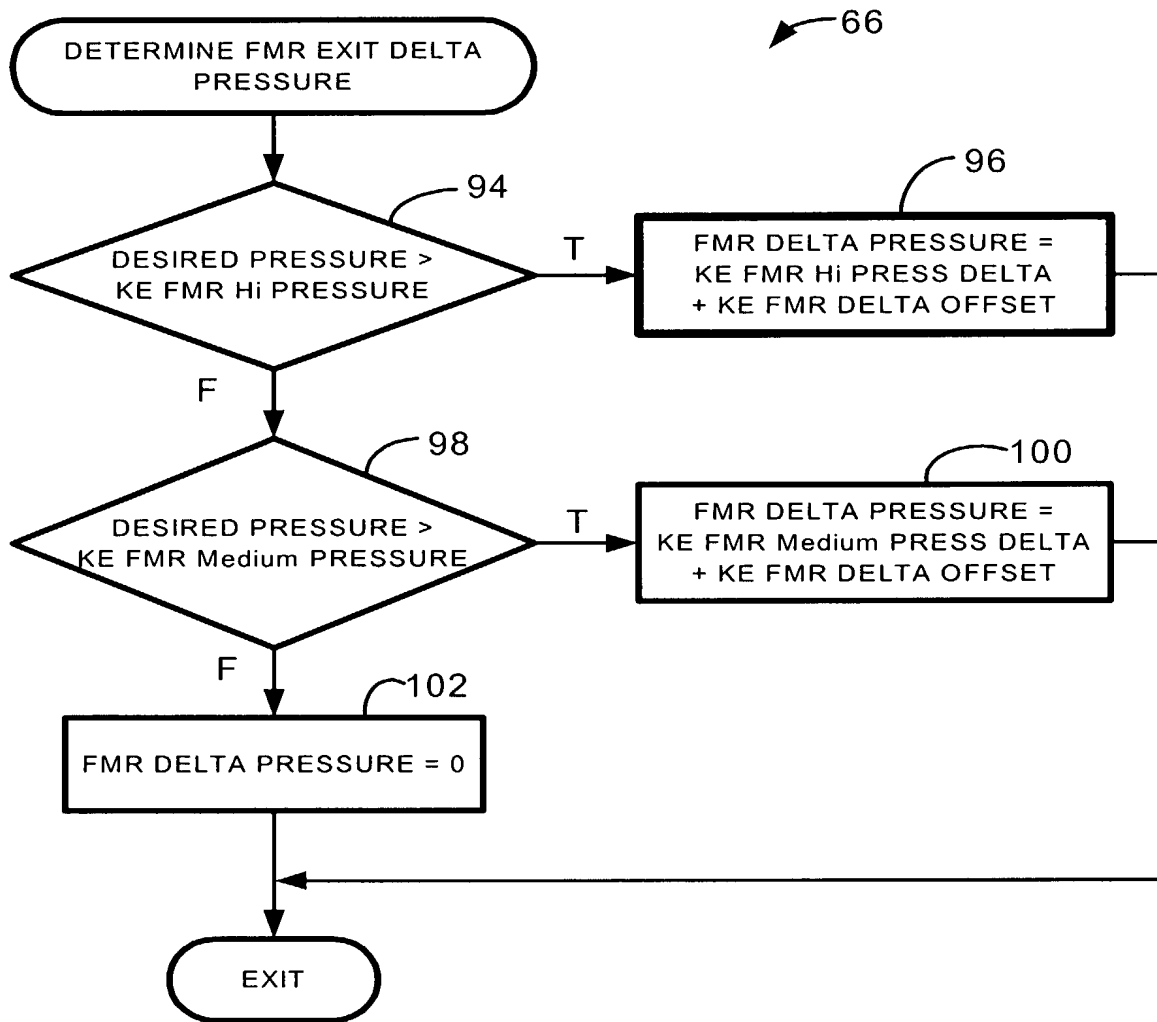 66
DETERMINE FMR EXIT DELTA
PRESSURE
94
DESIRED PRESSURE >
KE FMR Hi PRESSURE
T
96
FMR DELTA PRESSURE =
KE FMR Hi PRESS DELTA
+ KE FMR DELTA OFFSET
F
98
DESIRED PRESSURE >
KE FMR Medium PRESSURE
T
100
FMR DELTA PRESSURE =
KE FMR Medium PRESS DELTA
+ KE FMR DELTA OFFSET
F
102
FMR DELTA PRESSURE = 0
EXIT